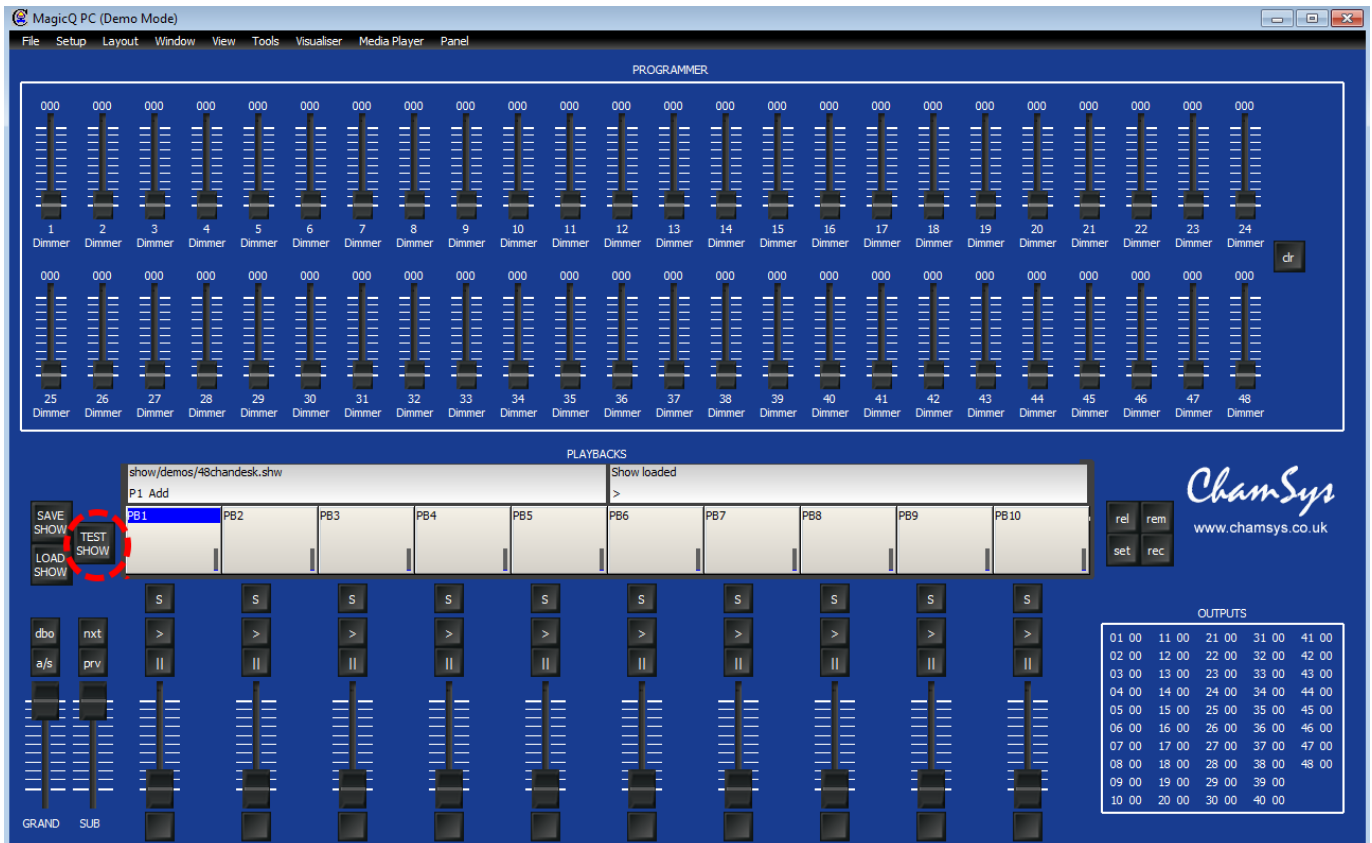 MagicQ PC (Demo Mode)
File Setup Layout Window View Tools Visualiser Media Player Panel
PROGRAMMER
000 000 000 000 000 000 000 000 000 000 000 000 000 000 000 000 000 000 000 000 000 000 000 000
1 2 3 4 5 6 7 8 9 10 11 12 13 14 15 16 17 18 19 20 21 22 23 24
Dimmer Dimmer Dimmer Dimmer Dimmer Dimmer Dimmer Dimmer Dimmer Dimmer Dimmer Dimmer Dimmer Dimmer Dimmer Dimmer Dimmer Dimmer Dimmer Dimmer Dimmer Dimmer Dimmer Dimmer
dr
000 000 000 000 000 000 000 000 000 000 000 000 000 000 000 000 000 000 000 000 000 000 000 000
25 26 27 28 29 30 31 32 33 34 35 36 37 38 39 40 41 42 43 44 45 46 47 48
Dimmer Dimmer Dimmer Dimmer Dimmer Dimmer Dimmer Dimmer Dimmer Dimmer Dimmer Dimmer Dimmer Dimmer Dimmer Dimmer Dimmer Dimmer Dimmer Dimmer Dimmer Dimmer Dimmer Dimmer
PLAYBACKS
show/demos/48chandesk.shw Show loaded
P1 Add >
PB1 PB2 PB3 PB4 PB5 PB6 PB7 PB8 PB9 PB10
SAVE
SHOW
TEST
SHOW
LOAD
SHOW
rel rem
set rec
ChamSys
www.chamsys.co.uk
S S S S S S S S S S
dbo nxt > > > > > > > > > >
a/s prv || || || || || || || || || ||
GRAND SUB
OUTPUTS
01 00 11 00 21 00 31 00 41 00
02 00 12 00 22 00 32 00 42 00
03 00 13 00 23 00 33 00 43 00
04 00 14 00 24 00 34 00 44 00
05 00 15 00 25 00 35 00 45 00
06 00 16 00 26 00 36 00 46 00
07 00 17 00 27 00 37 00 47 00
08 00 18 00 28 00 38 00 48 00
09 00 19 00 29 00 39 00
10 00 20 00 30 00 40 00